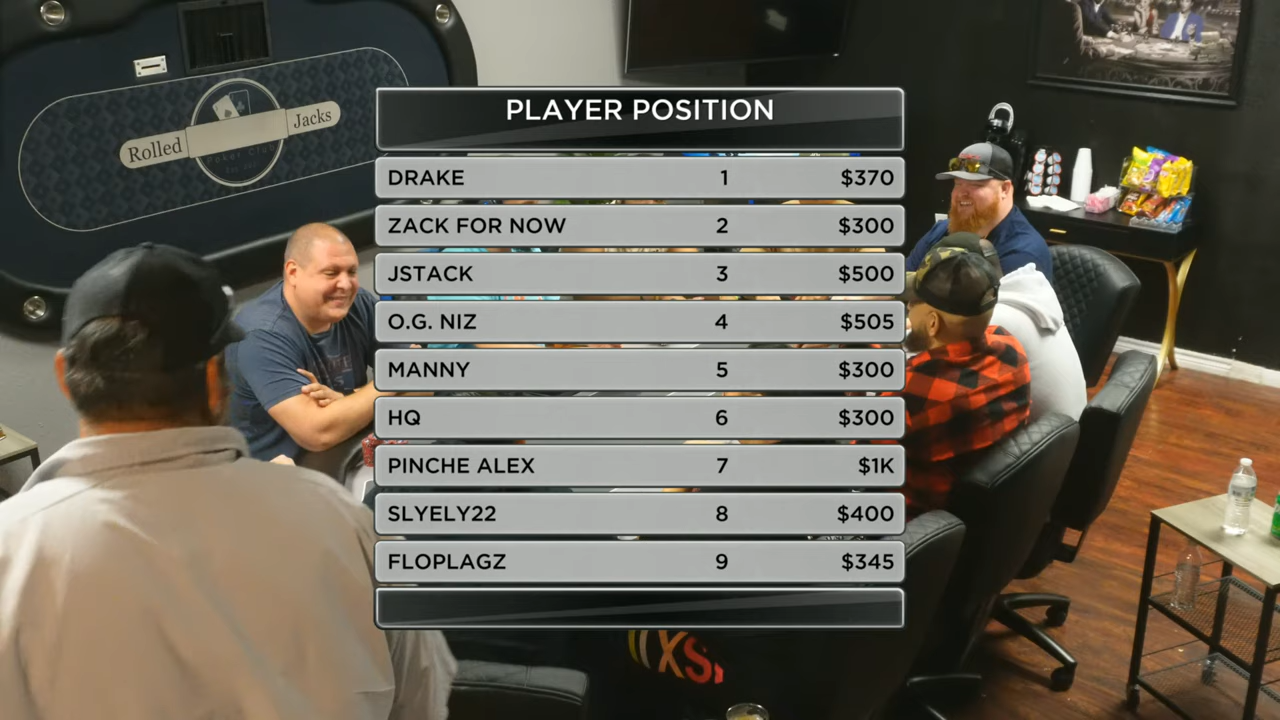 PLAYER POSITION
DRAKE 1 $370
ZACK FOR NOW 2 $300
JSTACK 3 $500
O.G. NIZ 4 $505
MANNY 5 $300
HQ 6 $300
PINCHE ALEX 7 $1K
SLYELY22 8 $400
FLOPLAGZ 9 $345
Rolled Jacks
XS